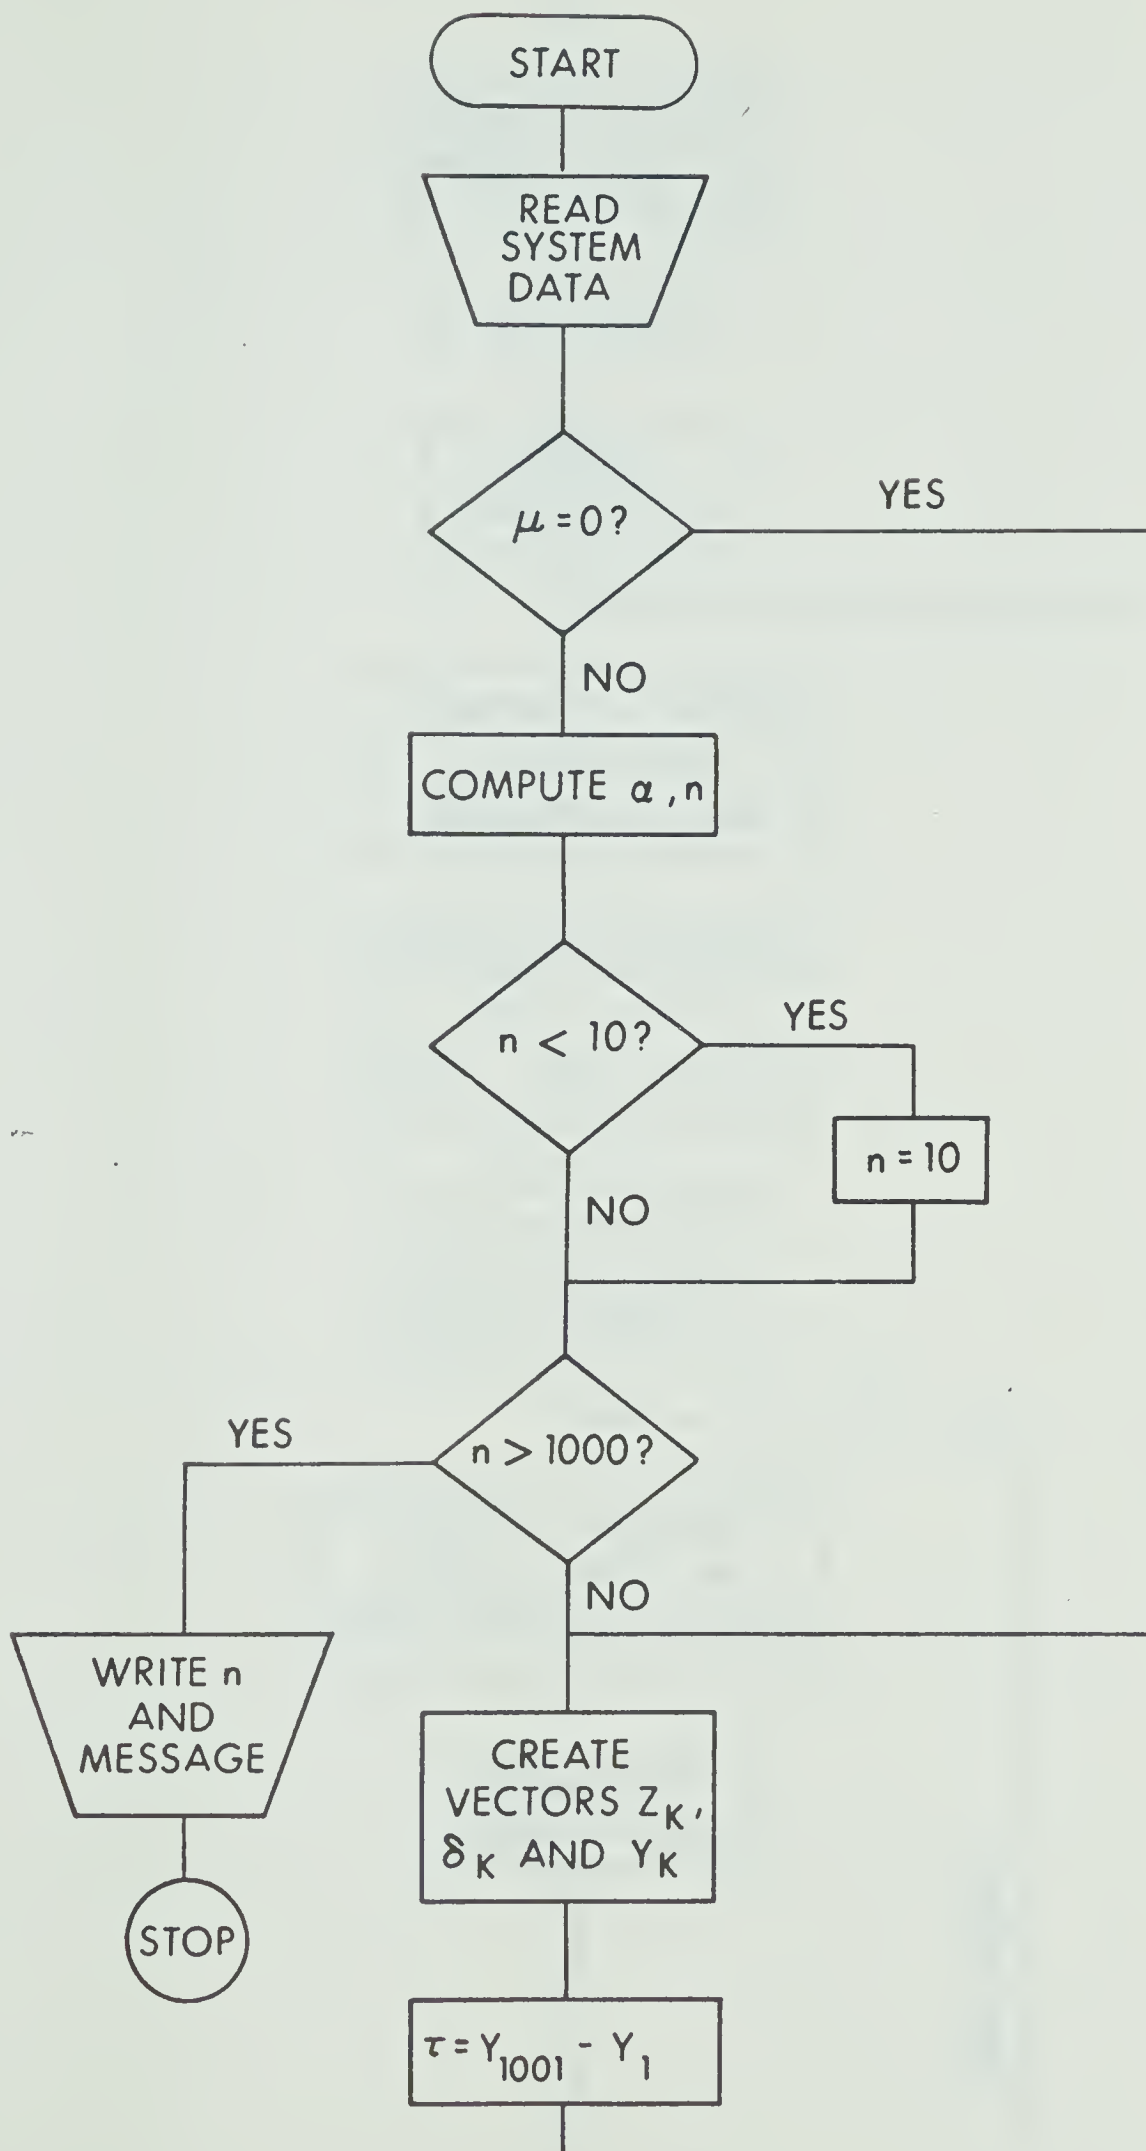 START
READ
SYSTEM
DATA
μ = 0?
YES
NO
COMPUTE α, n
n < 10?
YES
n = 10
NO
n > 1000?
YES
NO
WRITE n
AND
MESSAGE
STOP
CREATE
VECTORS Z_K,
δ_K AND Y_K
τ = Y_1001 - Y_1